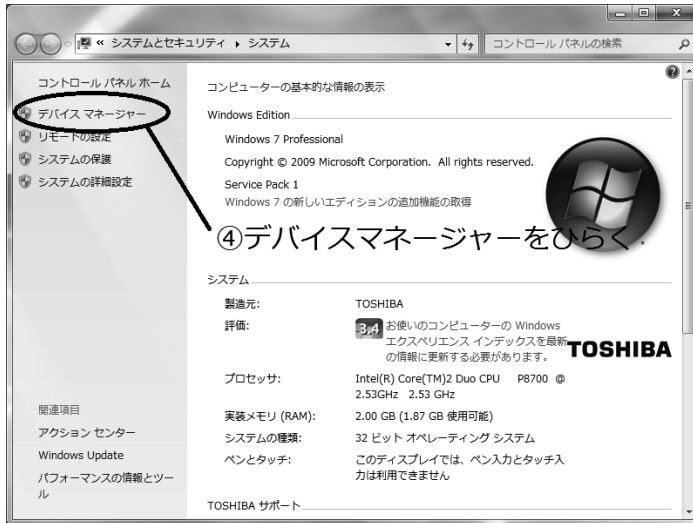 « システムとセキュリティ ▸ システム
コントロール パネルの検索
コントロール パネル ホーム
デバイス マネージャー
リモートの設定
システムの保護
システムの詳細設定
コンピューターの基本的な情報の表示
Windows Edition
Windows 7 Professional
Copyright © 2009 Microsoft Corporation. All rights reserved.
Service Pack 1
Windows 7 の新しいエディションの追加機能の取得
④デバイスマネージャーをひらく.
システム
製造元: TOSHIBA
評価: 3.4 お使いのコンピューターの Windows
エクスペリエンス インデックスを最新
の情報に更新する必要があります。
TOSHIBA
プロセッサ: Intel(R) Core(TM)2 Duo CPU P8700 @
2.53GHz 2.53 GHz
実装メモリ (RAM): 2.00 GB (1.87 GB 使用可能)
システムの種類: 32 ビット オペレーティング システム
ペンとタッチ: このディスプレイでは、ペン入力とタッチ入
力は利用できません
TOSHIBA サポート
関連項目
アクション センター
Windows Update
パフォーマンスの情報とツー
ル